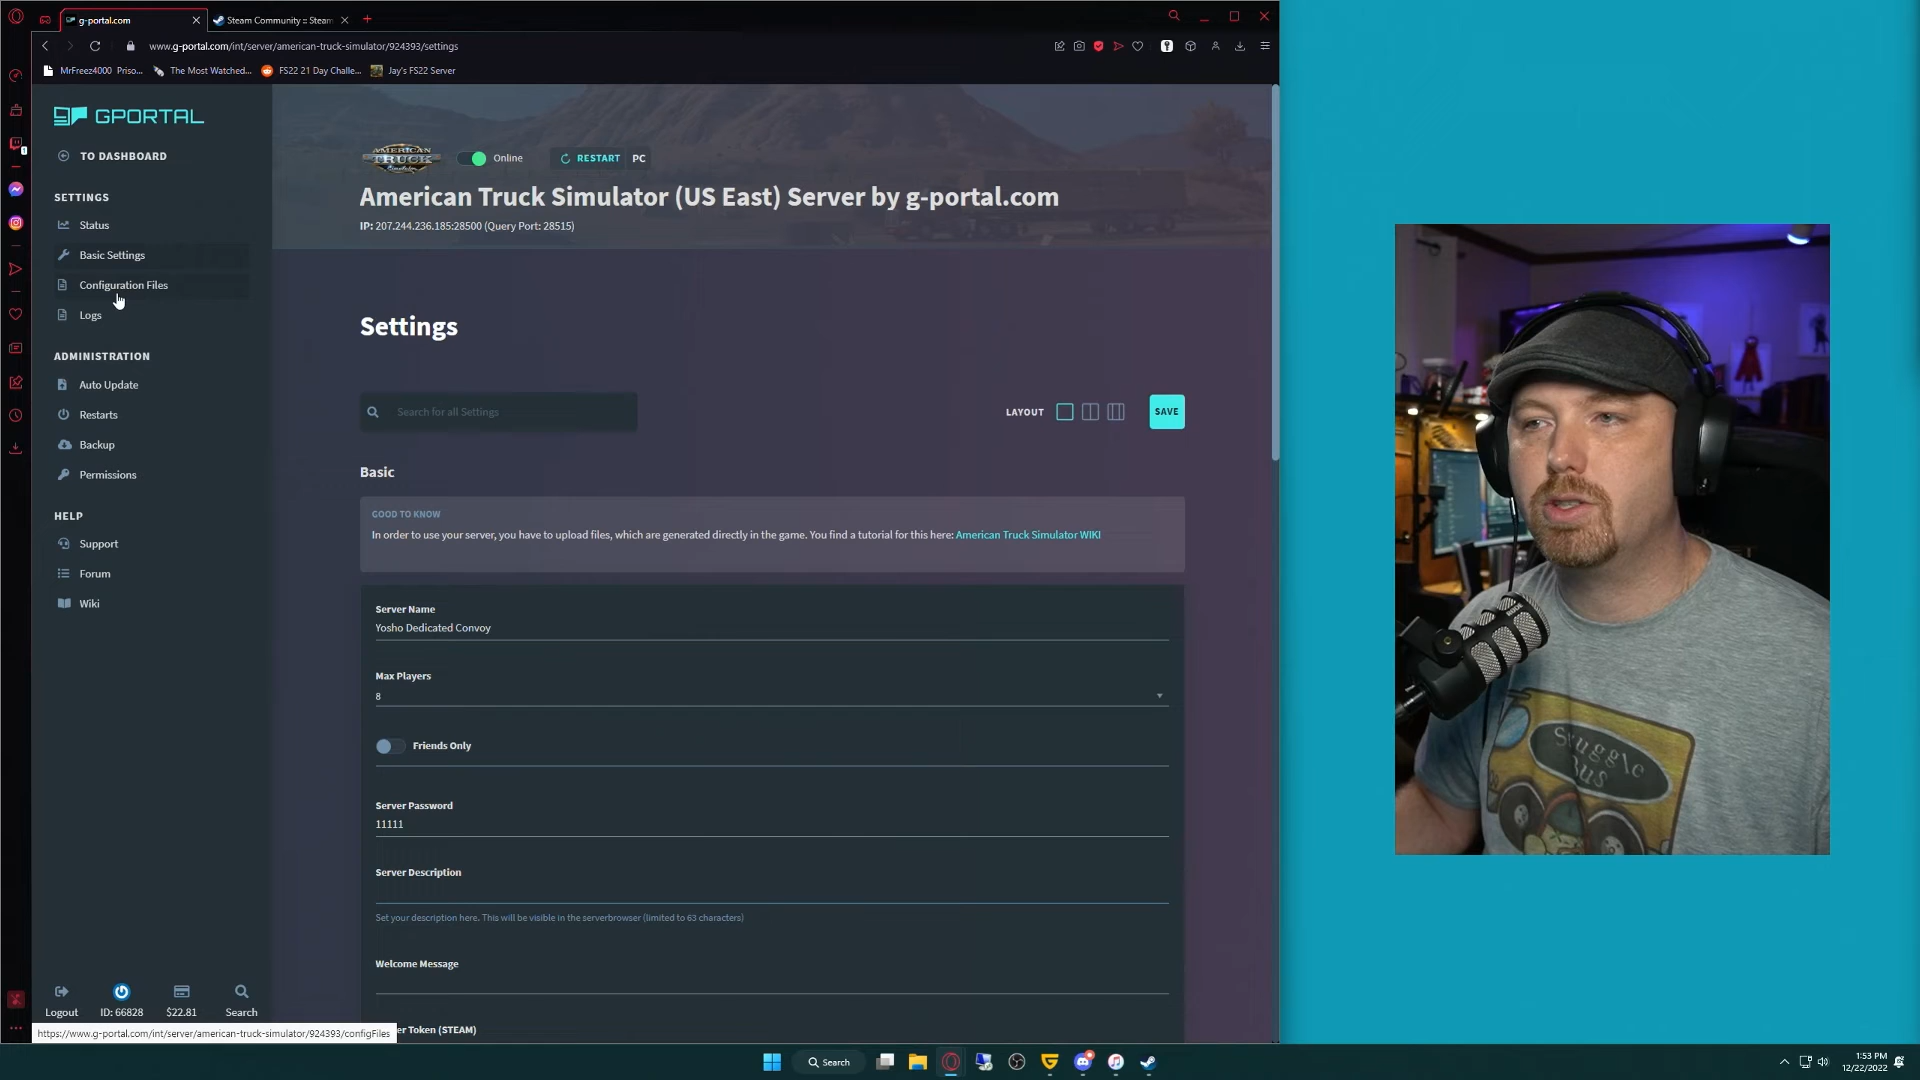 g-portal.com
Steam Community :: Steam
www.g-portal.com/int/server/american-truck-simulator/924393/settings
MrFreez4000 Priso...
The Most Watched...
FS22 21 Day Challe...
Jay's FS22 Server
GPORTAL
TO DASHBOARD
SETTINGS
Status
Basic Settings
Configuration Files
Logs
ADMINISTRATION
Auto Update
Restarts
Backup
Permissions
HELP
Support
Forum
Wiki
Logout
ID: 66828
$22.81
Search
https://www.g-portal.com/int/server/american-truck-simulator/924393/configFiles
AMERICAN TRUCK Simulator
Online
RESTART
PC
American Truck Simulator (US East) Server by g-portal.com
IP: 207.244.236.185:28500 (Query Port: 28515)
Settings
Search for all Settings
LAYOUT
SAVE
Basic
GOOD TO KNOW
In order to use your server, you have to upload files, which are generated directly in the game. You find a tutorial for this here: American Truck Simulator WIKI
Server Name
Yosho Dedicated Convoy
Max Players
8
Friends Only
Server Password
11111
Server Description
Set your description here. This will be visible in the serverbrowser (limited to 63 characters)
Welcome Message
er Token (STEAM)
RODE
Struggle
Bus
Search
1:53 PM
12/22/2022